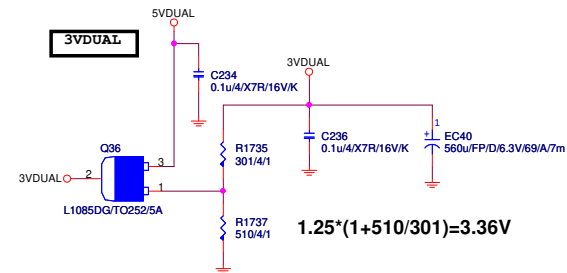 5VDUAL
3VDUAL
C234
0.1u/4/X7R/16V/K
3VDUAL
Q36
3
3VDUAL
2
1
L1085DG/TO252/5A
R1735
301/4/1
C236
0.1u/4/X7R/16V/K
1
+
EC40
560u/FP/D/6.3V/69/A/7m
R1737
510/4/1
1.25*(1+510/301)=3.36V